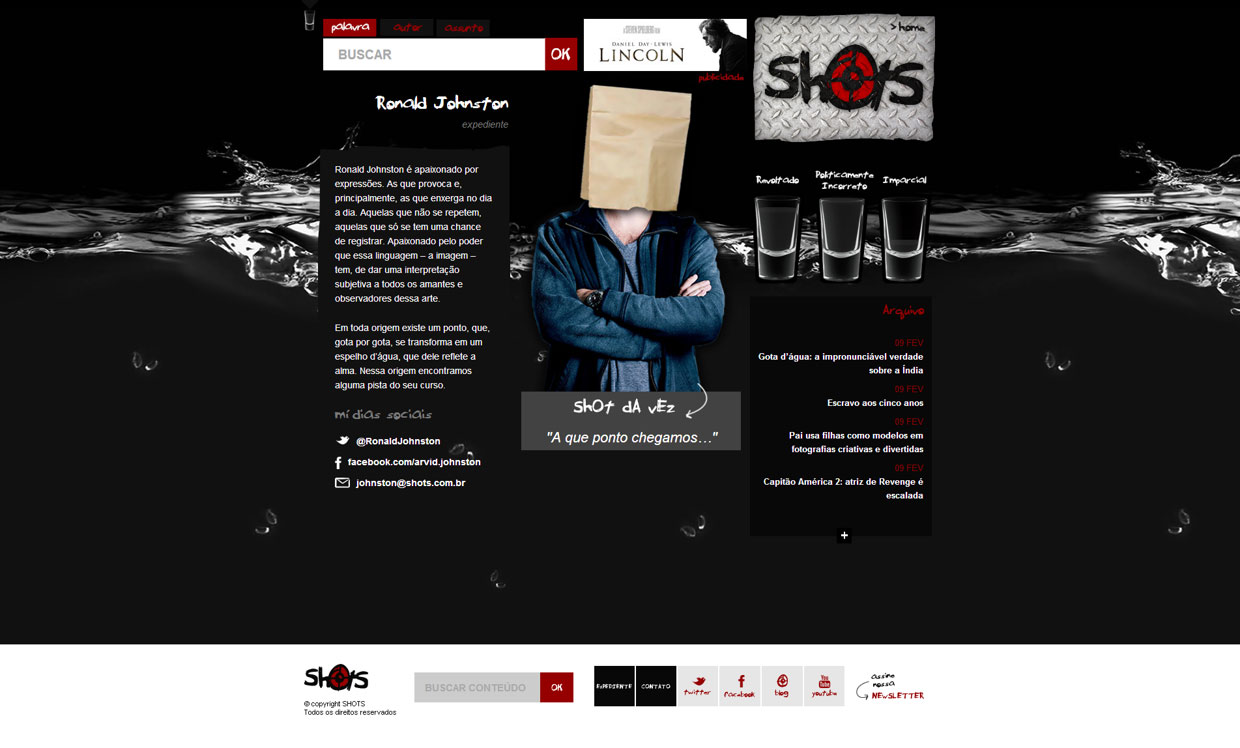 palavra
autor
assunto
BUSCAR
OK
DANIEL DAY-LEWIS
LINCOLN
publicidade
> home
SHOTS
Ronald Johnston
expediente
Ronald Johnston é apaixonado por
expressões. As que provoca e,
principalmente, as que enxerga no dia
a dia. Aquelas que não se repetem,
aquelas que só se tem uma chance
de registrar. Apaixonado pelo poder
que essa linguagem – a imagem –
tem, de dar uma interpretação
subjetiva a todos os amantes e
observadores dessa arte.
Em toda origem existe um ponto, que,
gota por gota, se transforma em um
espelho d'água, que dele reflete a
alma. Nessa origem encontramos
alguma pista do seu curso.
mídias sociais
@RonaldJohnston
facebook.com/arvid.johnston
johnston@shots.com.br
SHOT DA VEZ
"A que ponto chegamos…"
Revoltado
Politicamente
Incorreto
Imparcial
Arquivo
09 FEV
Gota d'água: a impronunciável verdade
sobre a Índia
09 FEV
Escravo aos cinco anos
09 FEV
Pai usa filhas como modelos em
fotografias criativas e divertidas
09 FEV
Capitão América 2: atriz de Revenge é
escalada
+
SHOTS
© copyright SHOTS
Todos os direitos reservados
BUSCAR CONTEÚDO
OK
EXPEDIENTE
CONTATO
twitter
facebook
blog
You
Tube
youtube
assine
nossa
NEWSLETTER